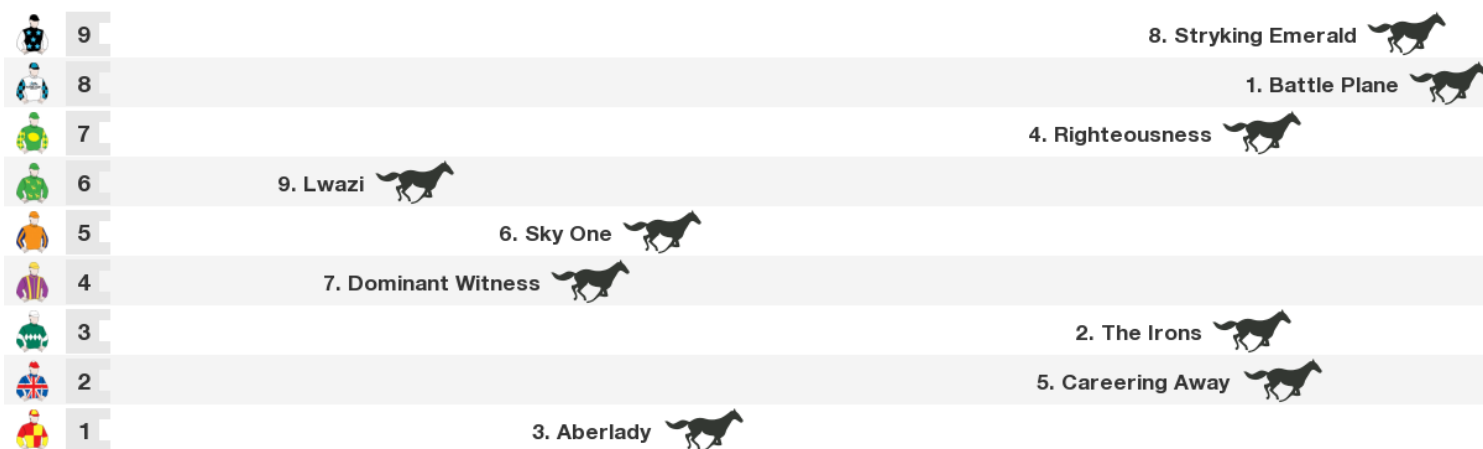 9 8. Stryking Emerald
8 1. Battle Plane
7 4. Righteousness
6 9. Lwazi
5 6. Sky One
4 7. Dominant Witness
3 2. The Irons
2 5. Careering Away
1 3. Aberlady